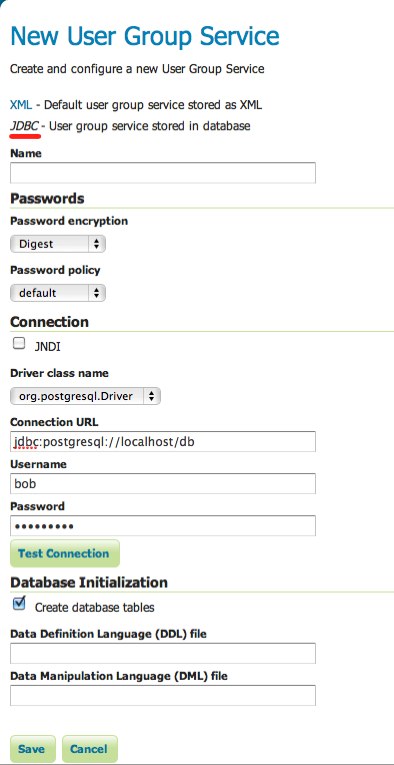 New User Group Service
Create and configure a new User Group Service
XML - Default user group service stored as XML
JDBC - User group service stored in database
Name
Passwords
Password encryption
Digest
Password policy
default
Connection
JNDI
Driver class name
org.postgresql.Driver
Connection URL
jdbc:postgresql://localhost/db
Username
bob
Password
•••••••••
Test Connection
Database Initialization
Create database tables
Data Definition Language (DDL) file
Data Manipulation Language (DML) file
Save Cancel